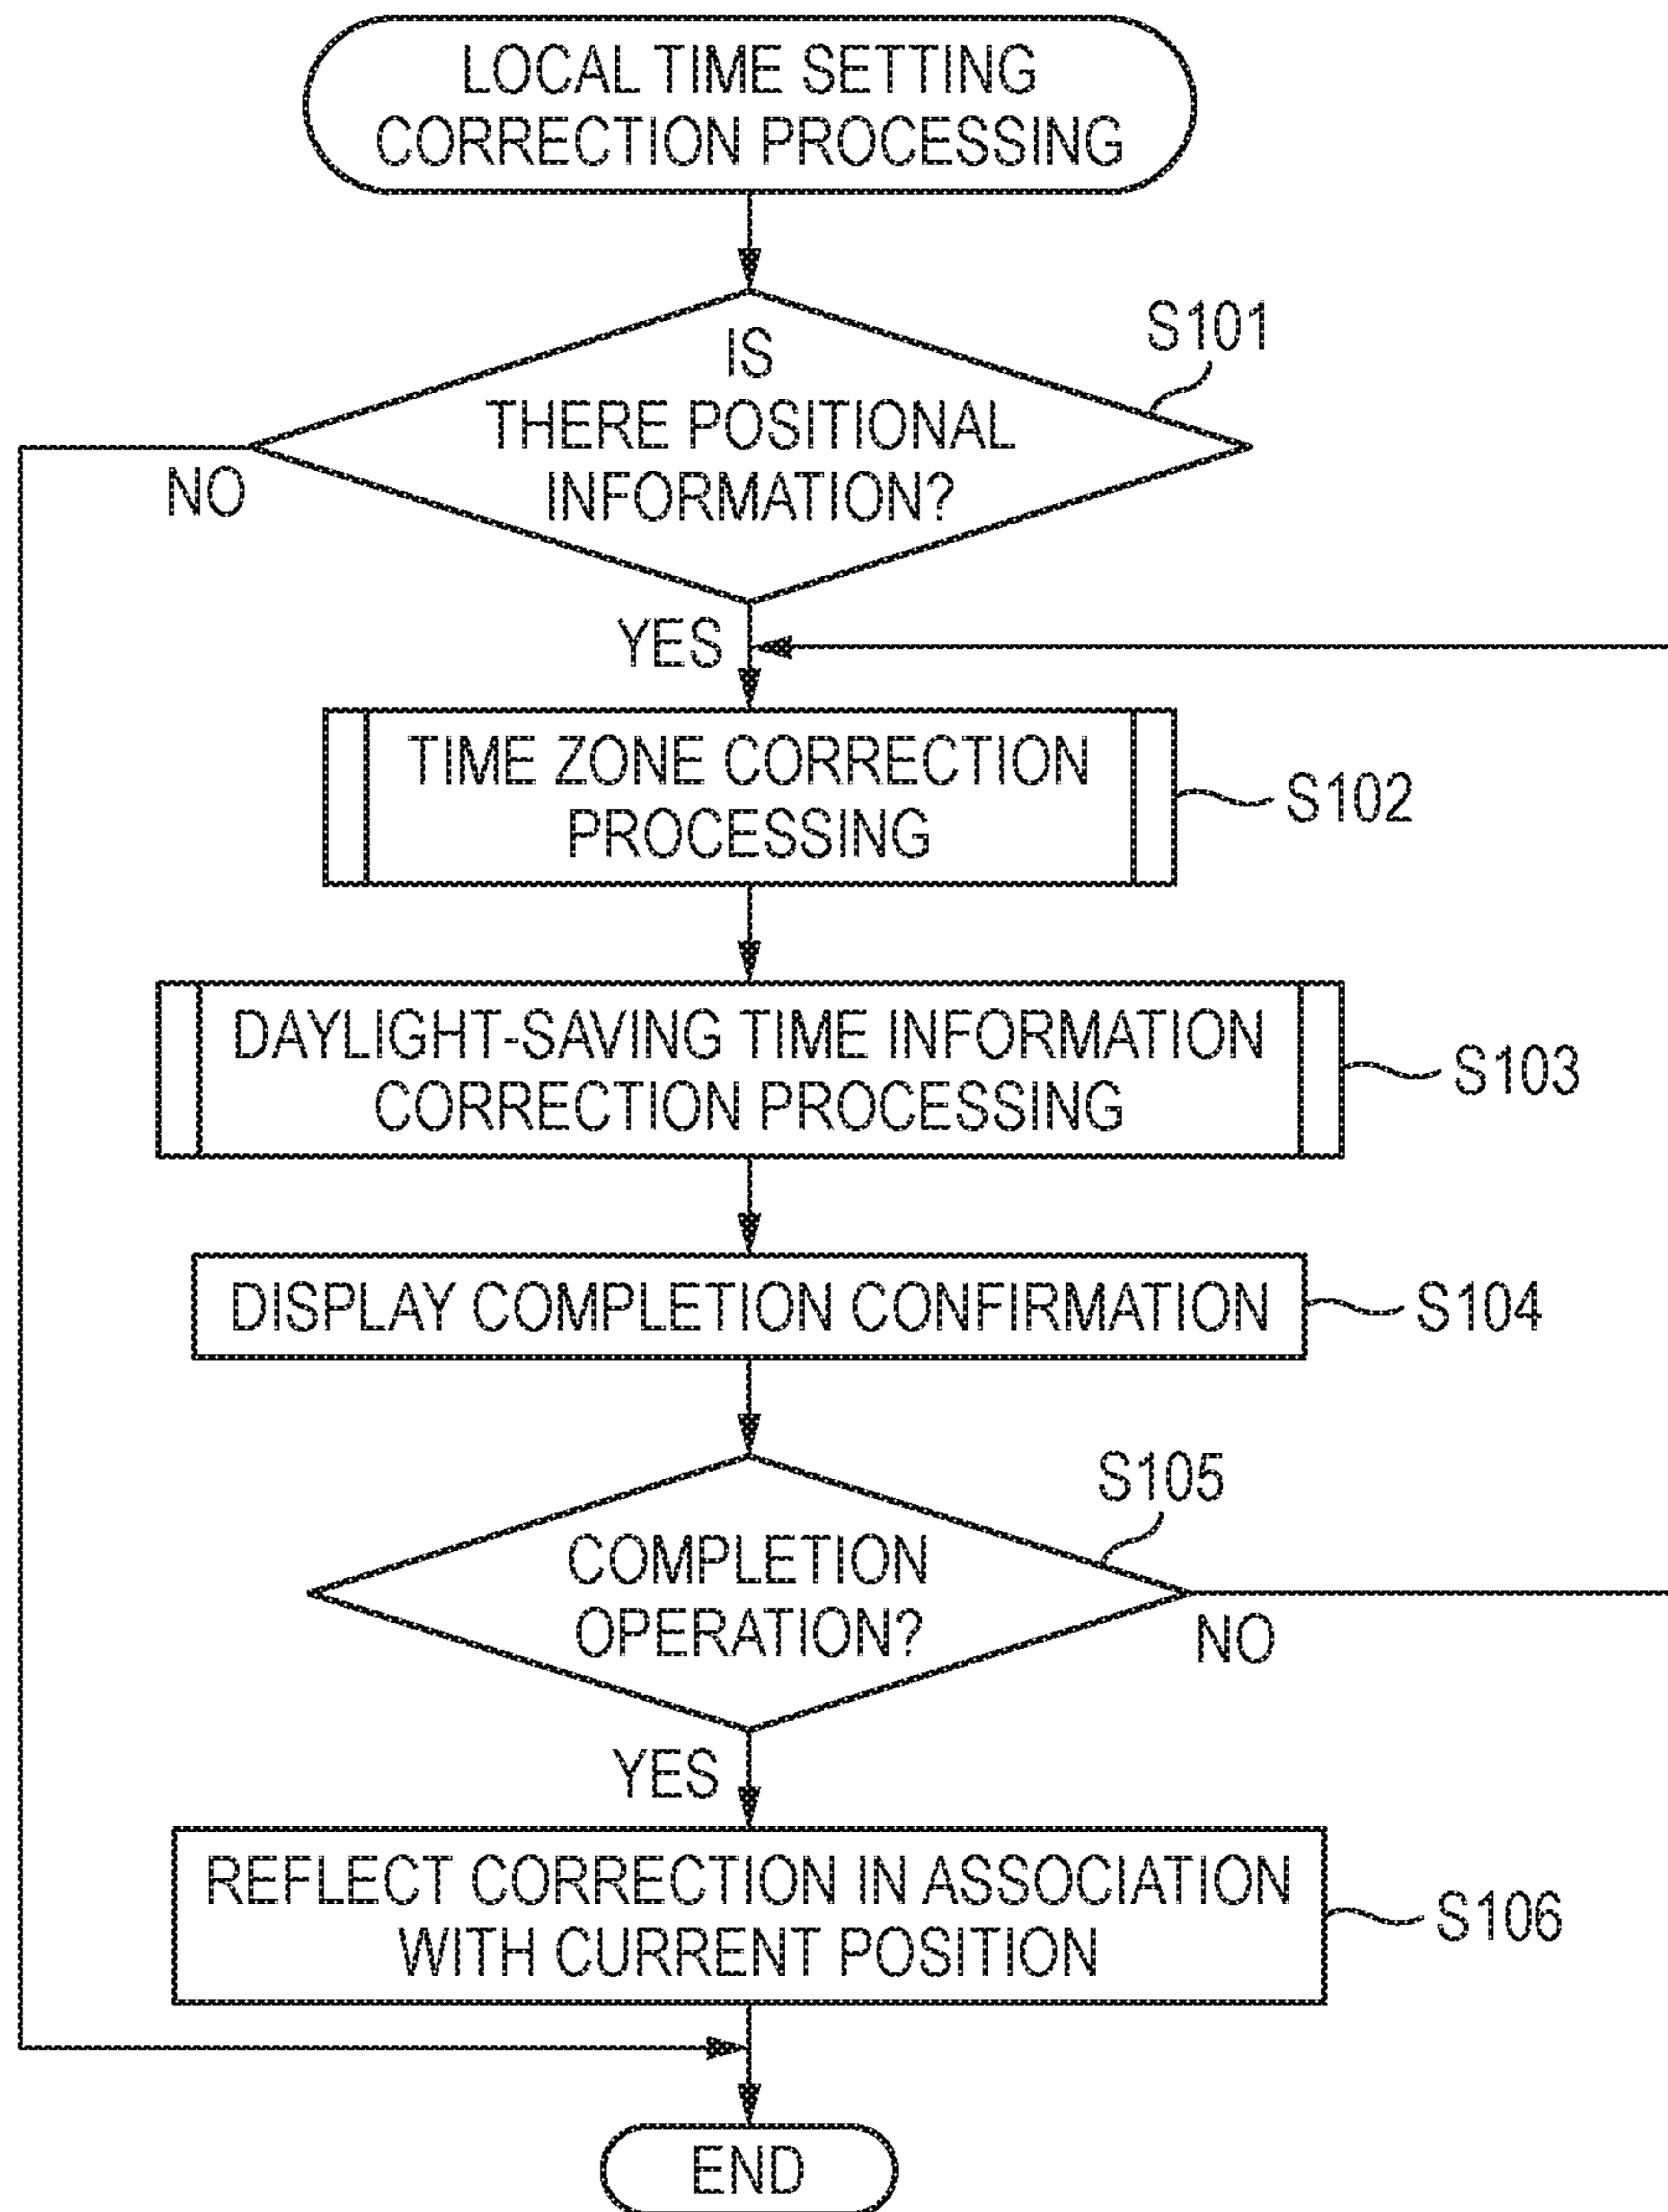 LOCAL TIME SETTING
CORRECTION PROCESSING
S101
IS
THERE POSITIONAL
INFORMATION?
NO
YES
TIME ZONE CORRECTION
PROCESSING
S102
DAYLIGHT-SAVING TIME INFORMATION
CORRECTION PROCESSING
S103
DISPLAY COMPLETION CONFIRMATION
S104
S105
COMPLETION
OPERATION?
NO
YES
REFLECT CORRECTION IN ASSOCIATION
WITH CURRENT POSITION
S106
END